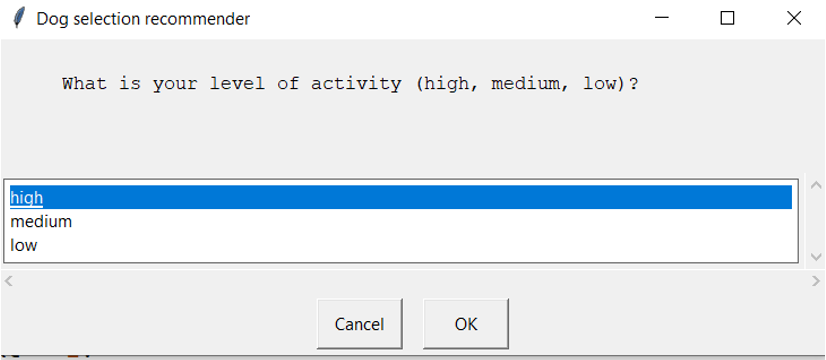 Dog selection recommender
What is your level of activity (high, medium, low)?
high
medium
low
Cancel
OK